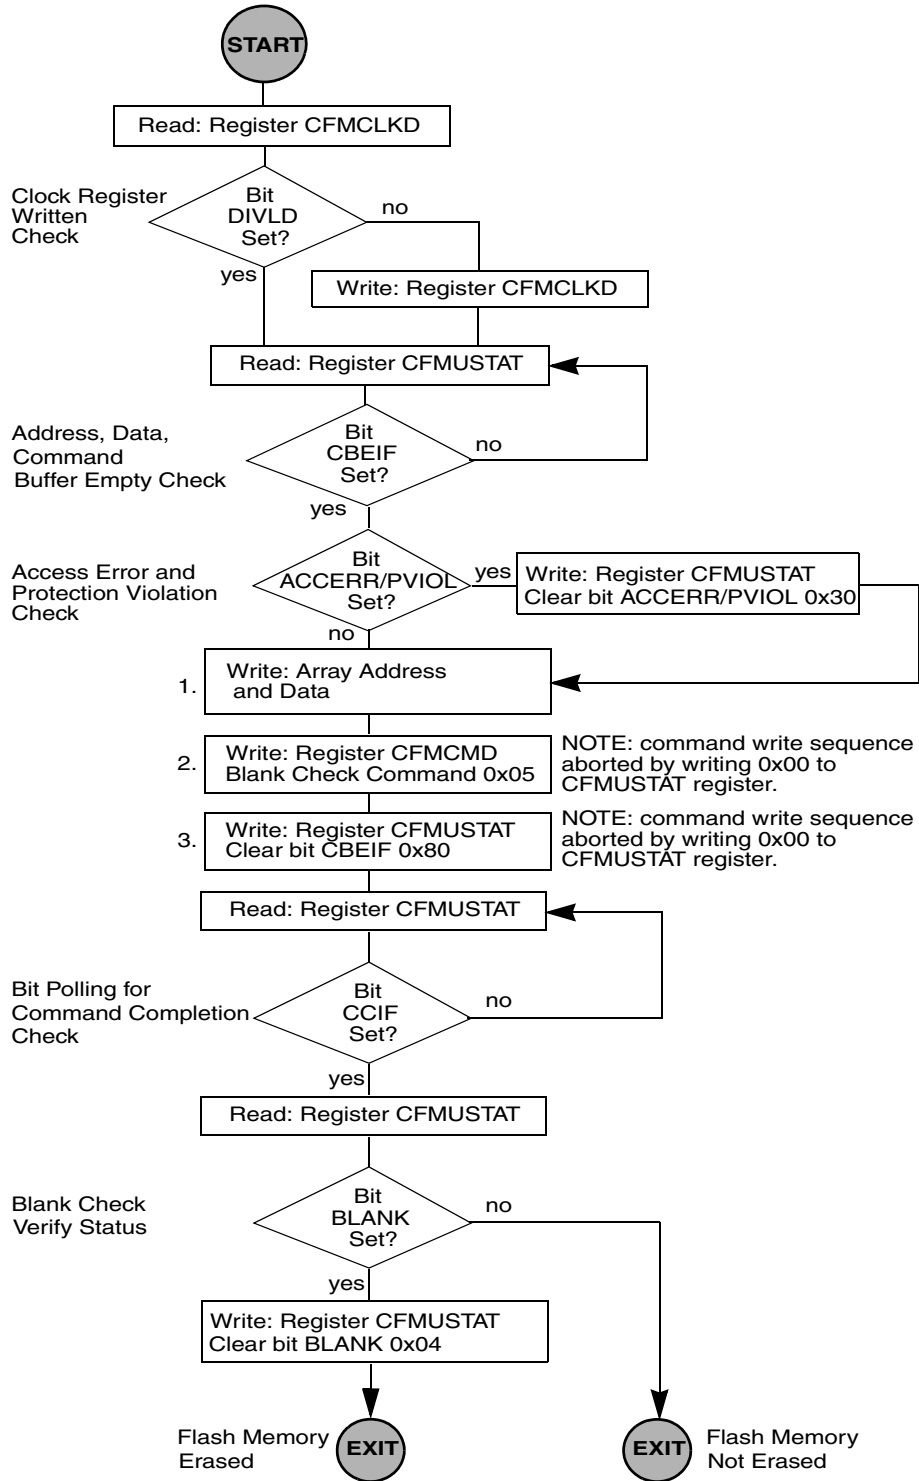 START
Read: Register CFMCLKD
Clock Register
Written
Check
Bit
DIVLD
Set?
no
yes
Write: Register CFMCLKD
Read: Register CFMUSTAT
Address, Data,
Command
Buffer Empty Check
Bit
CBEIF
Set?
no
yes
Access Error and
Protection Violation
Check
Bit
ACCERR/PVIOL
Set?
yes
Write: Register CFMUSTAT
Clear bit ACCERR/PVIOL 0x30
no
1.
Write: Array Address
and Data
2.
Write: Register CFMCMD
Blank Check Command 0x05
NOTE: command write sequence
aborted by writing 0x00 to
CFMUSTAT register.
3.
Write: Register CFMUSTAT
Clear bit CBEIF 0x80
NOTE: command write sequence
aborted by writing 0x00 to
CFMUSTAT register.
Read: Register CFMUSTAT
Bit Polling for
Command Completion
Check
Bit
CCIF
Set?
no
yes
Read: Register CFMUSTAT
Blank Check
Verify Status
Bit
BLANK
Set?
no
yes
Write: Register CFMUSTAT
Clear bit BLANK 0x04
Flash Memory
Erased
EXIT
EXIT
Flash Memory
Not Erased